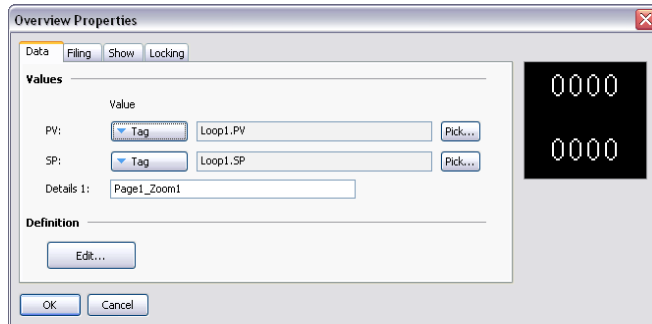 Overview Properties
Data Filing Show Locking
Values
Value
PV: Tag Loop1.PV Pick...
SP: Tag Loop1.SP Pick...
Details 1: Page1_Zoom1
Definition
Edit...
OK Cancel
0000
0000